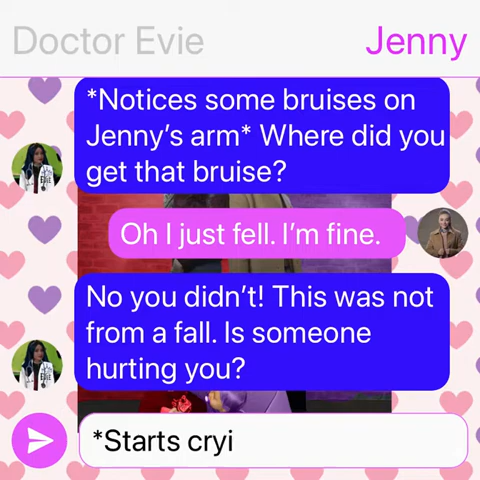 Doctor Evie
Jenny
*Notices some bruises on
Jenny’s arm* Where did you
get that bruise?
Oh I just fell. I’m fine.
No you didn’t! This was not
from a fall. Is someone
hurting you?
*Starts cryi